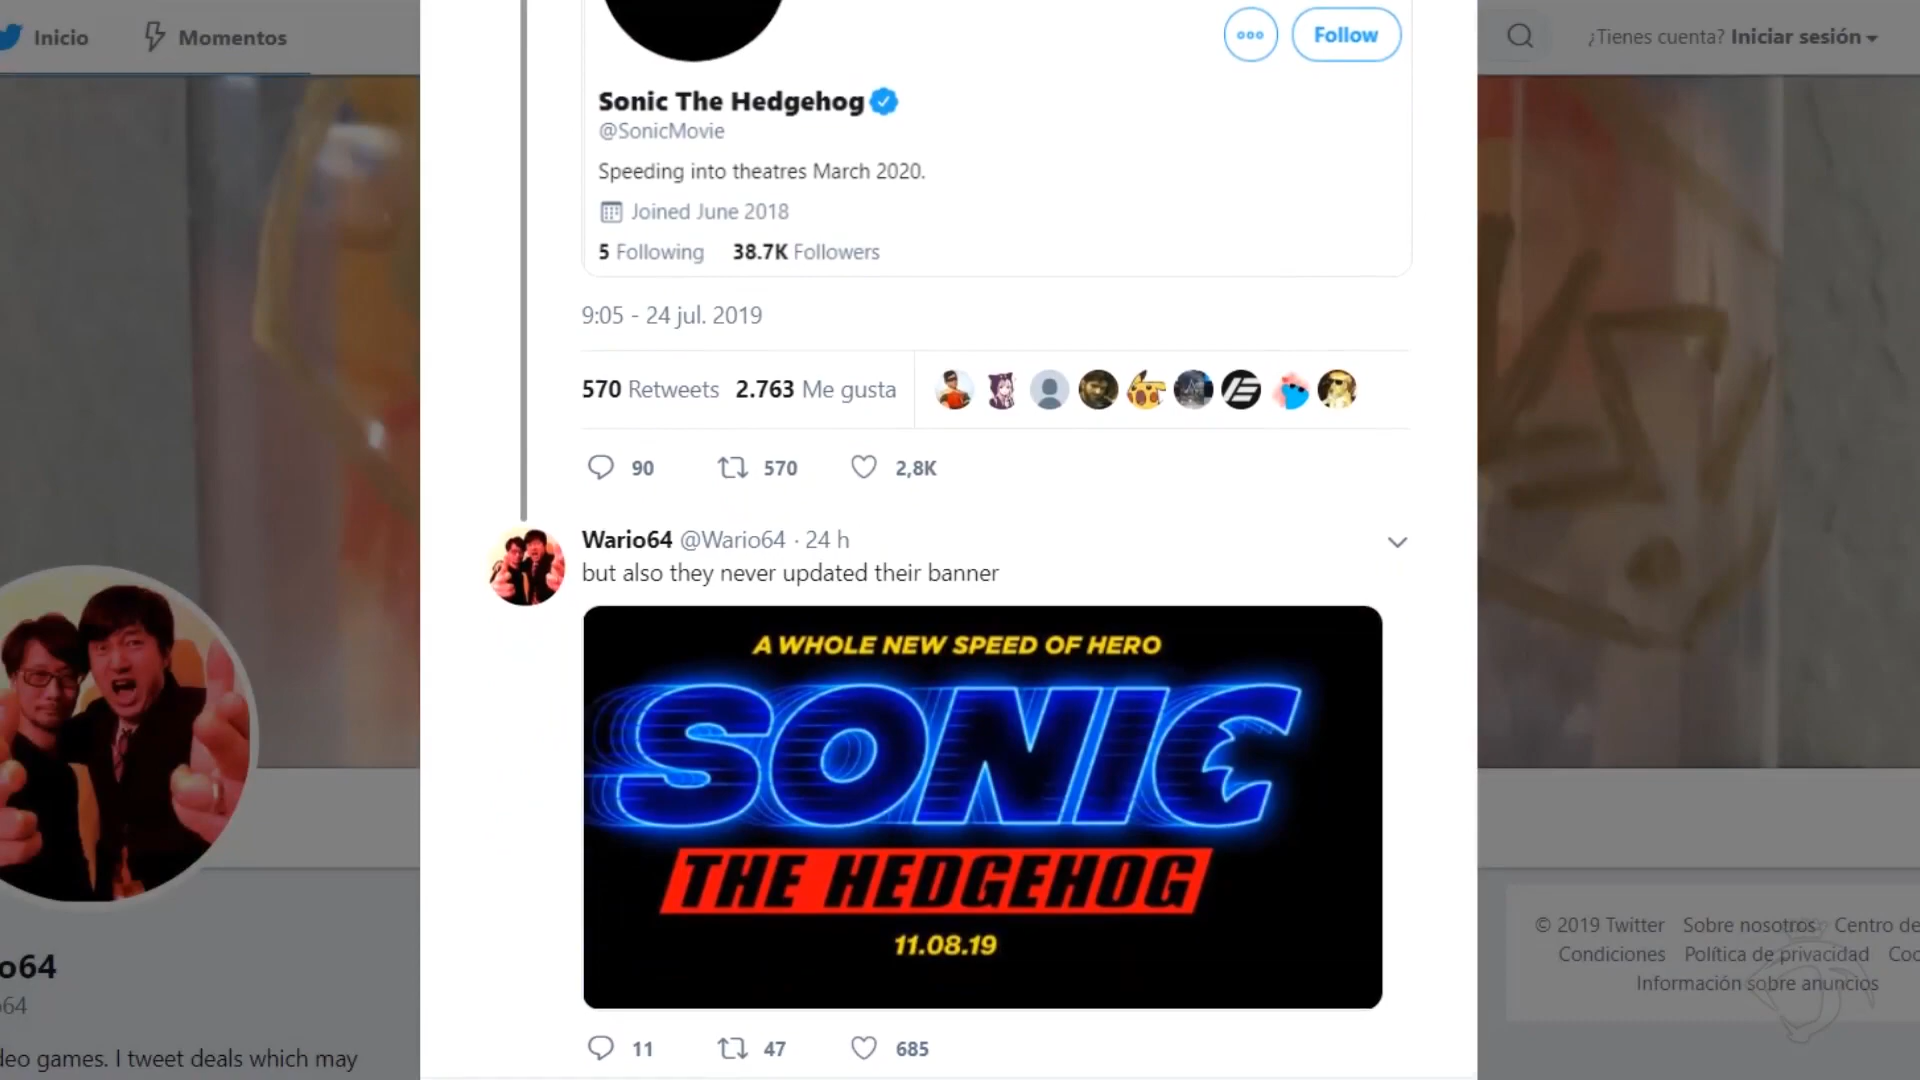 Inicio
Momentos
¿Tienes cuenta? Iniciar sesión
Follow
Sonic The Hedgehog
@SonicMovie
Speeding into theatres March 2020.
Joined June 2018
5 Following 38.7K Followers
9:05 - 24 jul. 2019
570 Retweets 2.763 Me gusta
90 570 2,8K
Wario64 @Wario64 · 24 h
but also they never updated their banner
A WHOLE NEW SPEED OF HERO
SONIC
THE HEDGEHOG
11.08.19
11 47 685
o64
o64
deo games. I tweet deals which may
© 2019 Twitter Sobre nosotros Centro de
Condiciones Política de privacidad Coo
Información sobre anuncios